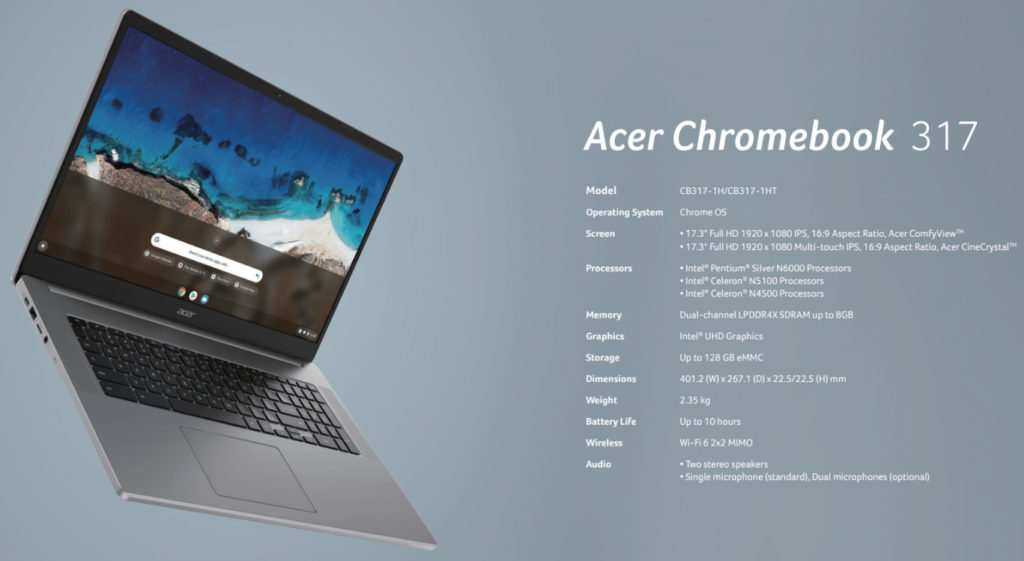 Acer Chromebook 317
Model CB317-1H/CB317-1HT
Operating System Chrome OS
Screen • 17.3" Full HD 1920 x 1080 IPS, 16:9 Aspect Ratio, Acer ComfyView™
• 17.3" Full HD 1920 x 1080 Multi-touch IPS, 16:9 Aspect Ratio, Acer CineCrystal™
Processors • Intel® Pentium® Silver N6000 Processors
• Intel® Celeron® N5100 Processors
• Intel® Celeron® N4500 Processors
Memory Dual-channel LPDDR4X SDRAM up to 8GB
Graphics Intel® UHD Graphics
Storage Up to 128 GB eMMC
Dimensions 401.2 (W) x 267.1 (D) x 22.5/22.5 (H) mm
Weight 2.35 kg
Battery Life Up to 10 hours
Wireless Wi-Fi 6 2x2 MIMO
Audio • Two stereo speakers
• Single microphone (standard), Dual microphones (optional)
acer